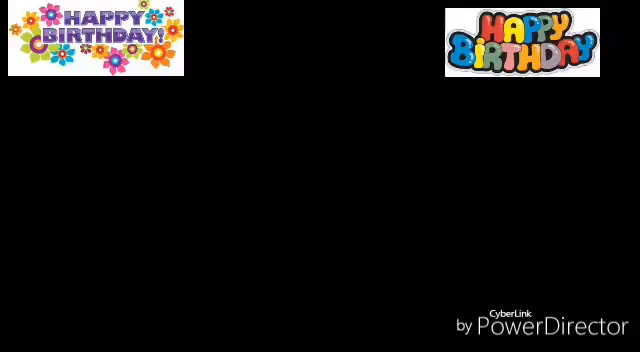 HAPPY
BIRTHDAY!
HAPPY
BIRTHDAY
CyberLink
by PowerDirector